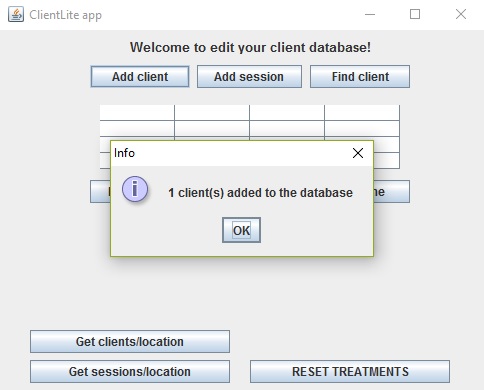 ClientLite app
Welcome to edit your client database!
Add client Add session Find client
Info
1 client(s) added to the database
OK
Get clients/location
Get sessions/location RESET TREATMENTS